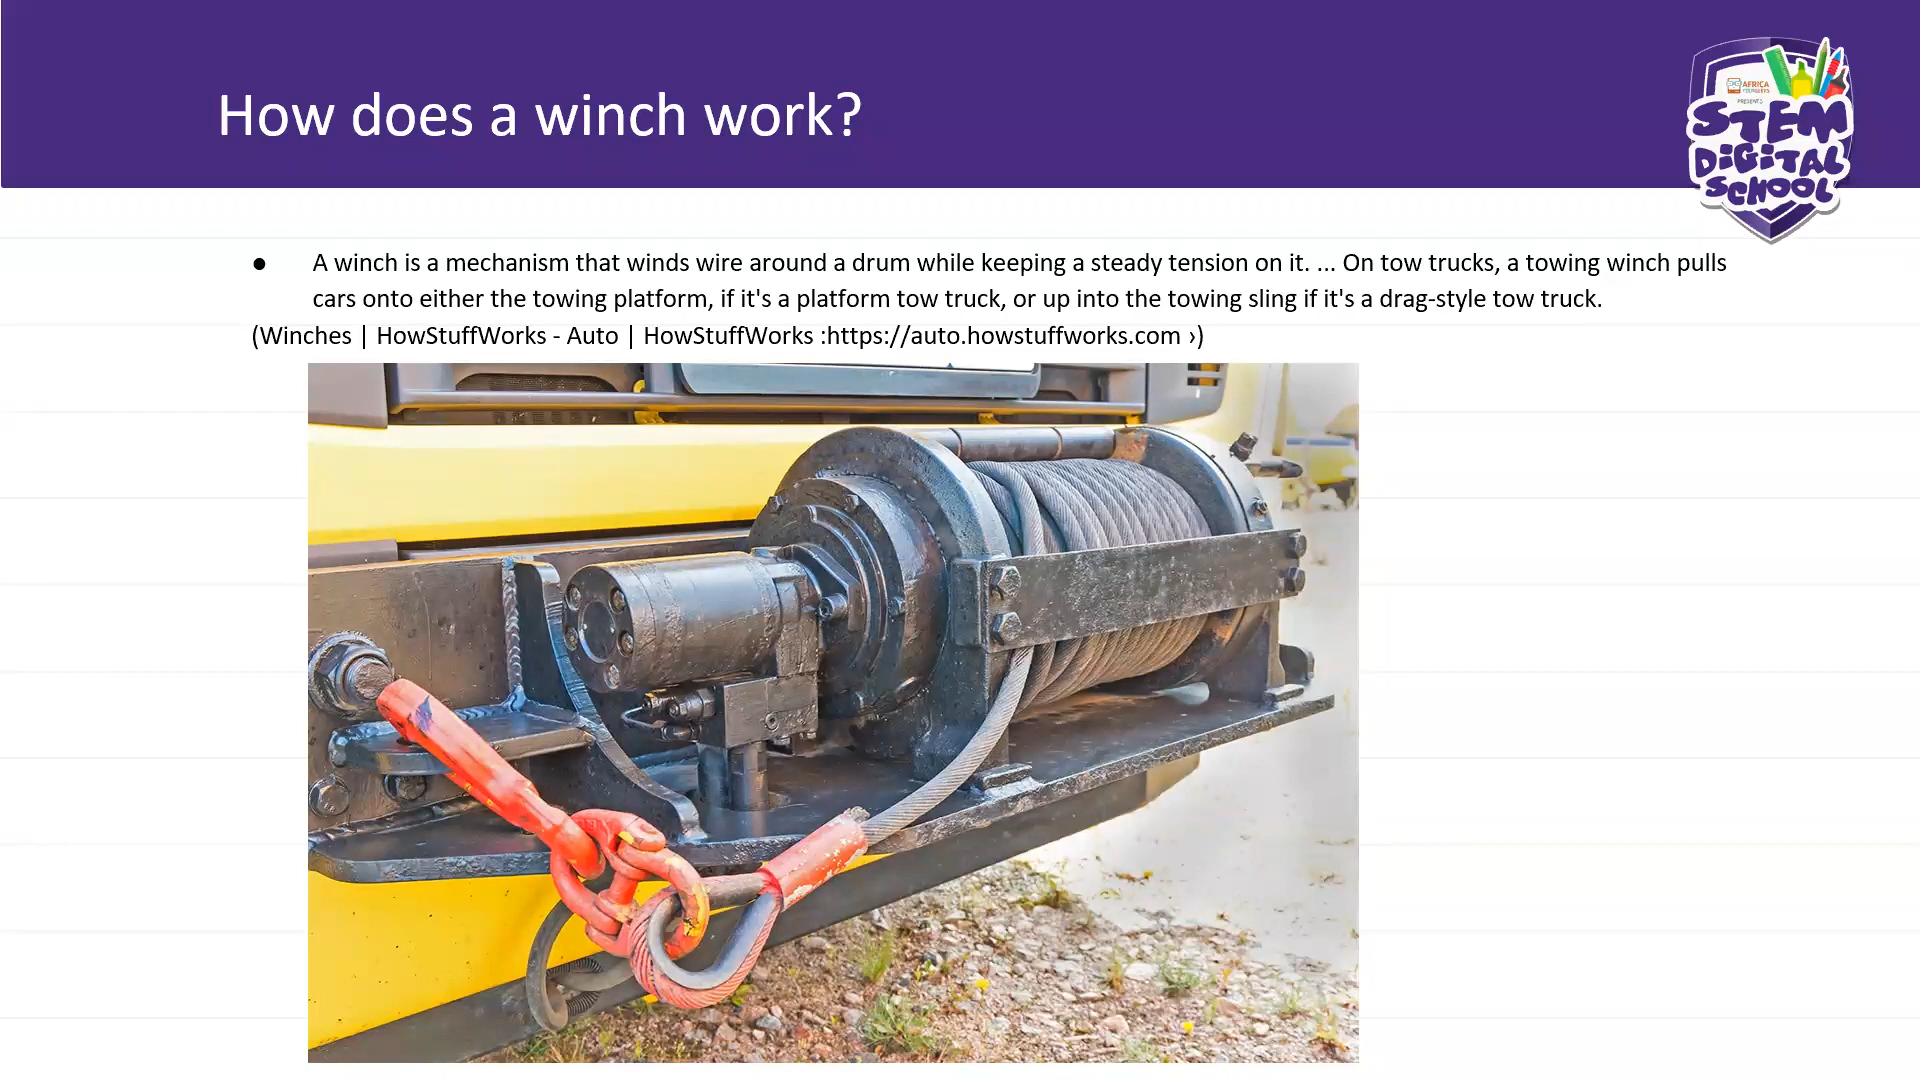 How does a winch work?
AFRICA
PRESENTS
STEM
DIGITAL
SCHOOL
● A winch is a mechanism that winds wire around a drum while keeping a steady tension on it. ... On tow trucks, a towing winch pulls
cars onto either the towing platform, if it's a platform tow truck, or up into the towing sling if it's a drag-style tow truck.
(Winches | HowStuffWorks - Auto | HowStuffWorks :https://auto.howstuffworks.com ›)